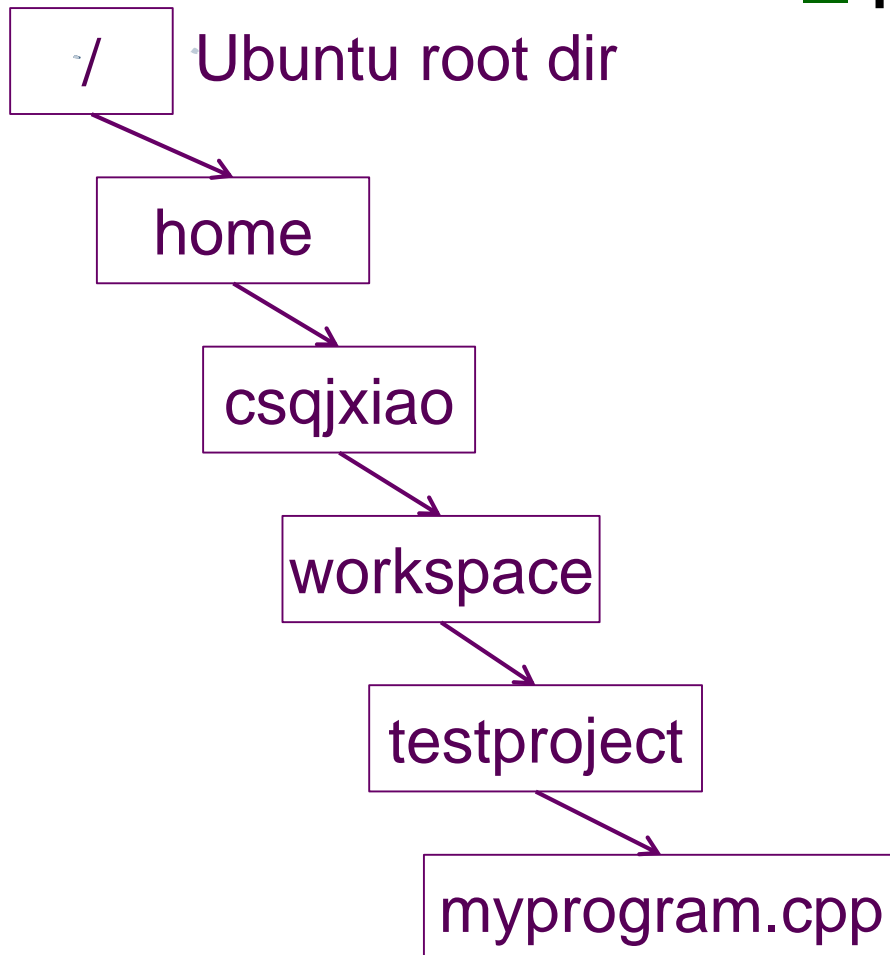 / Ubuntu root dir
home
csqjxiao
workspace
testproject
myprogram.cpp